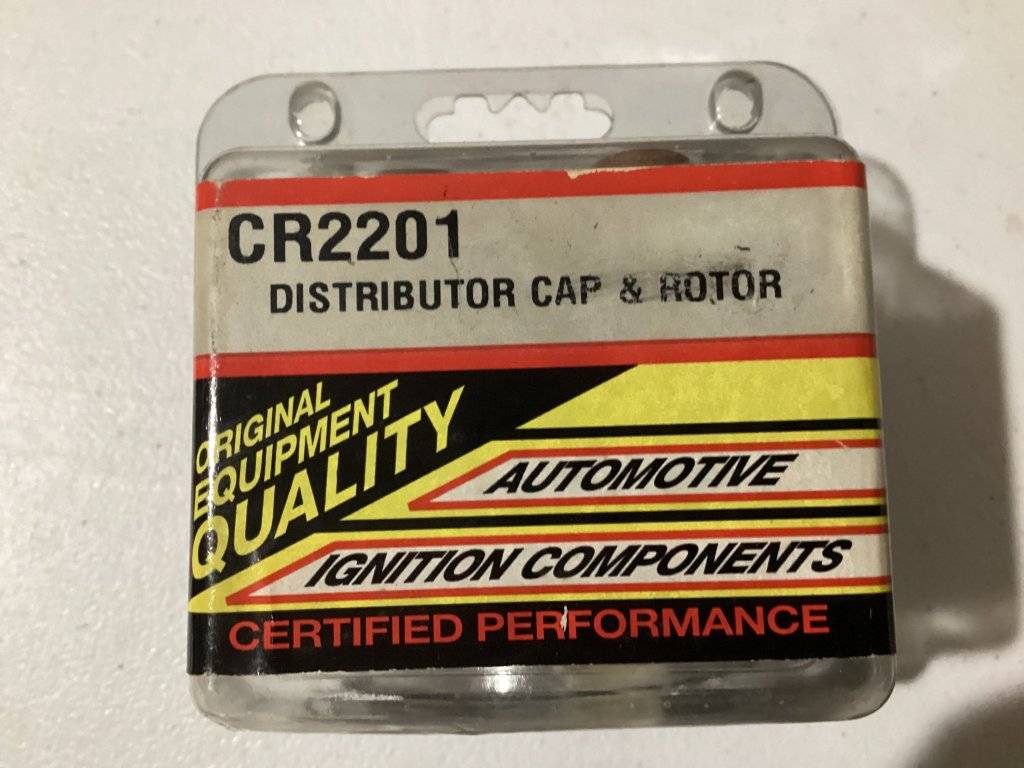 CR2201
DISTRIBUTOR CAP & ROTOR
ORIGINAL
EQUIPMENT
QUALITY
AUTOMOTIVE
IGNITION COMPONENTS
CERTIFIED PERFORMANCE